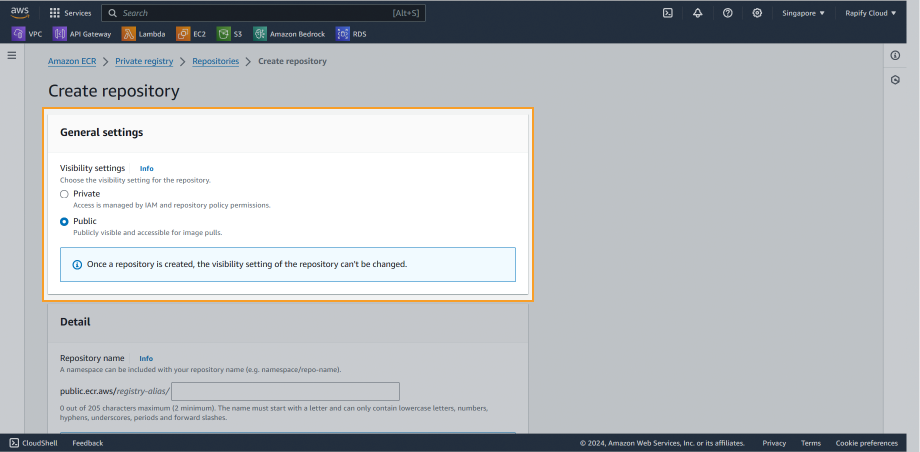 aws Services Search [Alt+S] Singapore ▼ Rapify Cloud ▼
VPC API Gateway Lambda EC2 S3 Amazon Bedrock RDS
Amazon ECR > Private registry > Repositories > Create repository
Create repository
General settings
Visibility settings Info
Choose the visibility setting for the repository.
Private
Access is managed by IAM and repository policy permissions.
Public
Publicly visible and accessible for image pulls.
Once a repository is created, the visibility setting of the repository can't be changed.
Detail
Repository name Info
A namespace can be included with your repository name (e.g. namespace/repo-name).
public.ecr.aws/registry-alias/
0 out of 205 characters maximum (2 minimum). The name must start with a letter and can only contain lowercase letters, numbers,
hyphens, underscores, periods and forward slashes.
CloudShell Feedback © 2024, Amazon Web Services, Inc. or its affiliates. Privacy Terms Cookie preferences